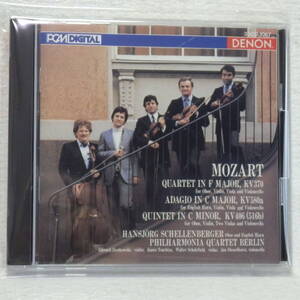 PCM DIGITAL
DENON
MOZART
QUARTET IN F MAJOR, KV370
for Oboe, Violin, Viola and Violoncello
ADAGIO IN C MAJOR, KV580a
for English Horn, Violin, Viola and Violoncello
QUINTET IN C MINOR, KV406 (516b)
for Oboe, Violin, Two Violas and Violoncello
HANSJÖRG SCHELLENBERGER Oboe and English Horn
PHILHARMONIA QUARTET BERLIN